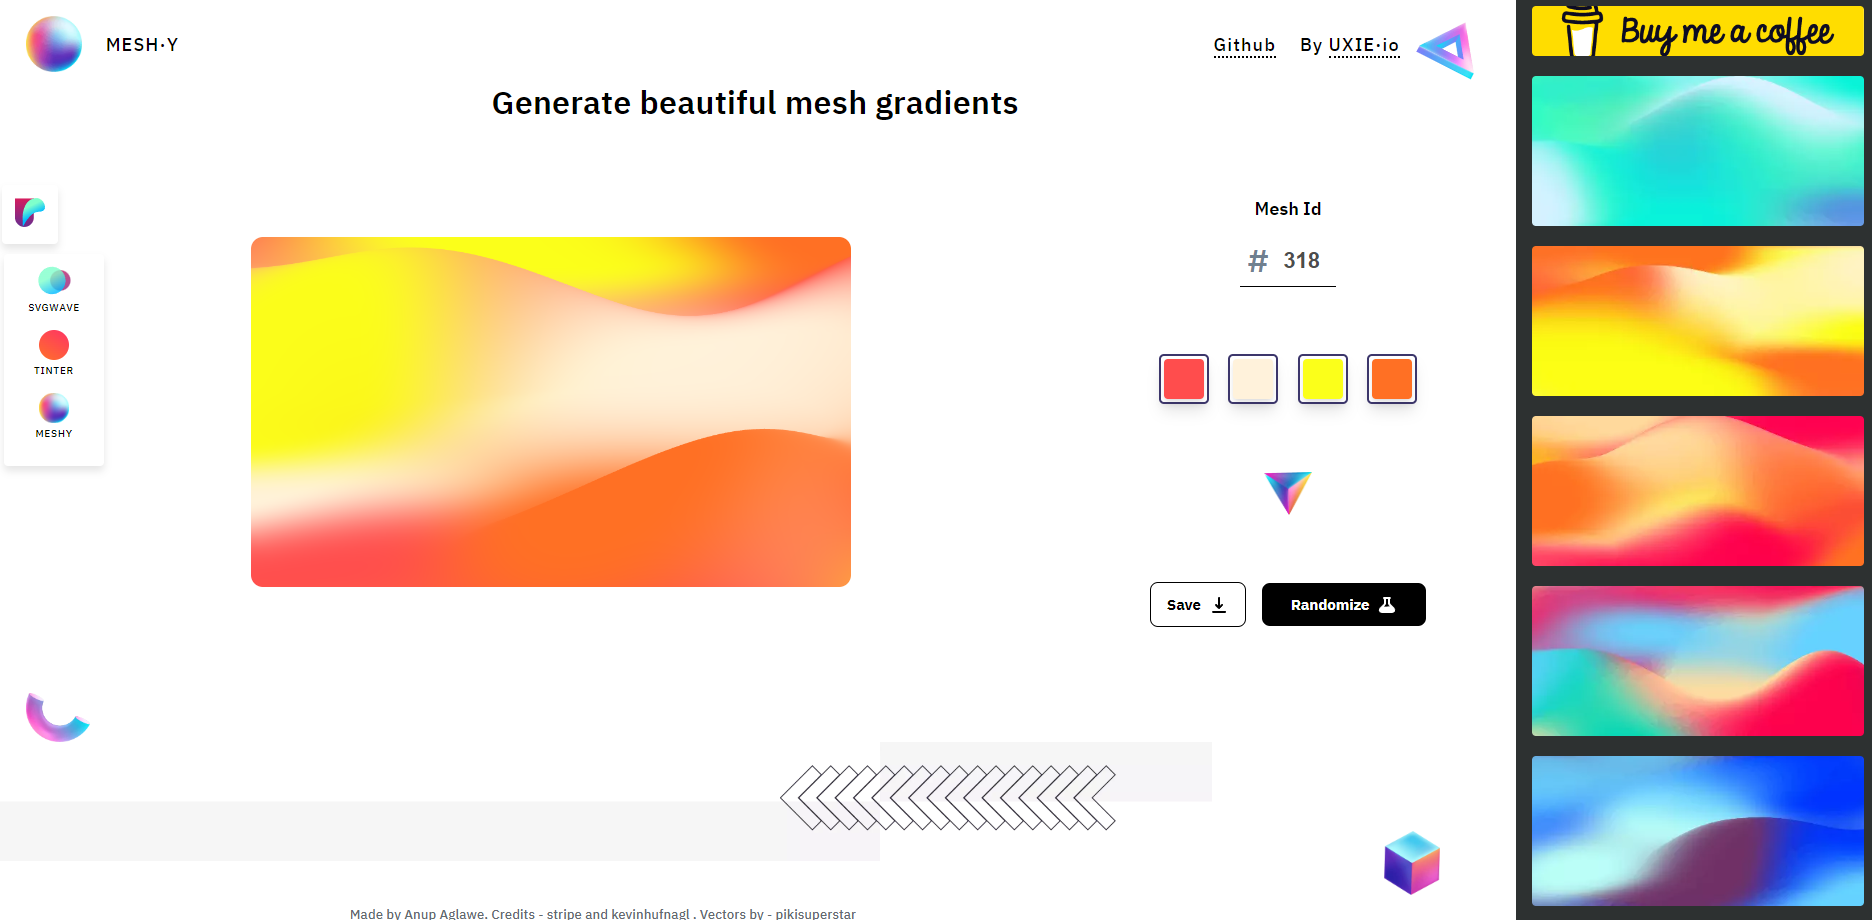 MESH·Y
Github
By UXIE·io
Buy me a coffee
Generate beautiful mesh gradients
Mesh Id
# 318
SVGWAVE
TINTER
MESHY
Save
Randomize
Made by Anup Aglawe. Credits - stripe and kevinhufnagl . Vectors by - pikisuperstar